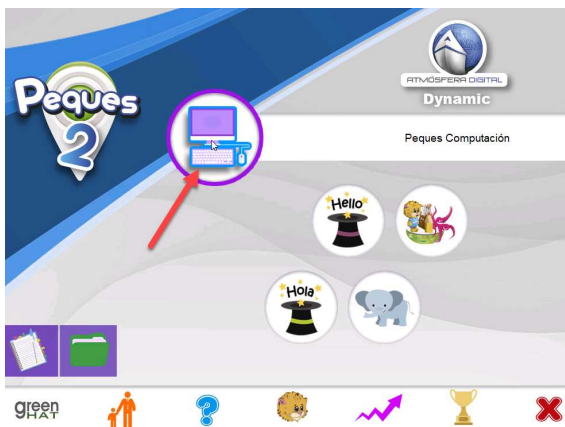 Peques
2
ATMÓSFERA DIGITAL
Dynamic
Peques Computación
Hello
Hola
green
HAT